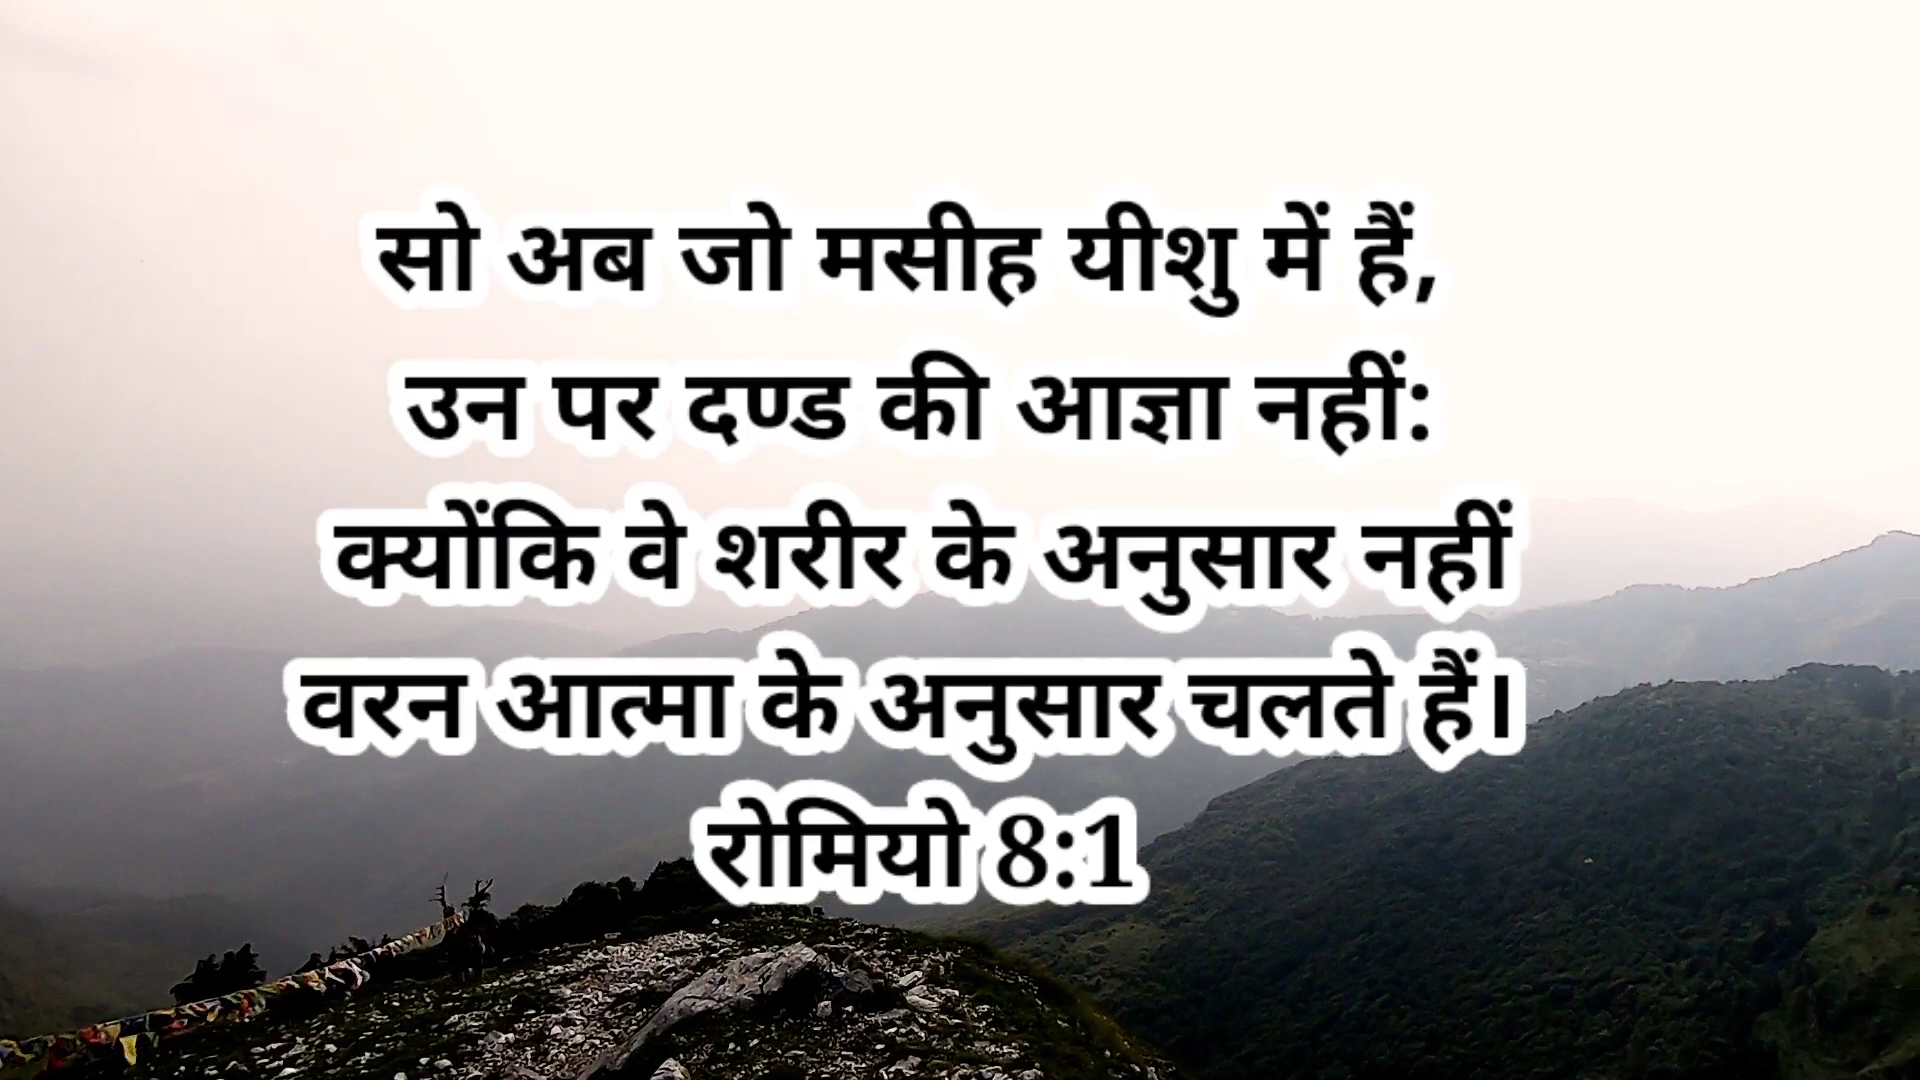 सो अब जो मसीह यीशु में हैं,
उन पर दण्ड की आज्ञा नहीं:
क्योंकि वे शरीर के अनुसार नहीं
वरन आत्मा के अनुसार चलते हैं।
रोमियो 8:1